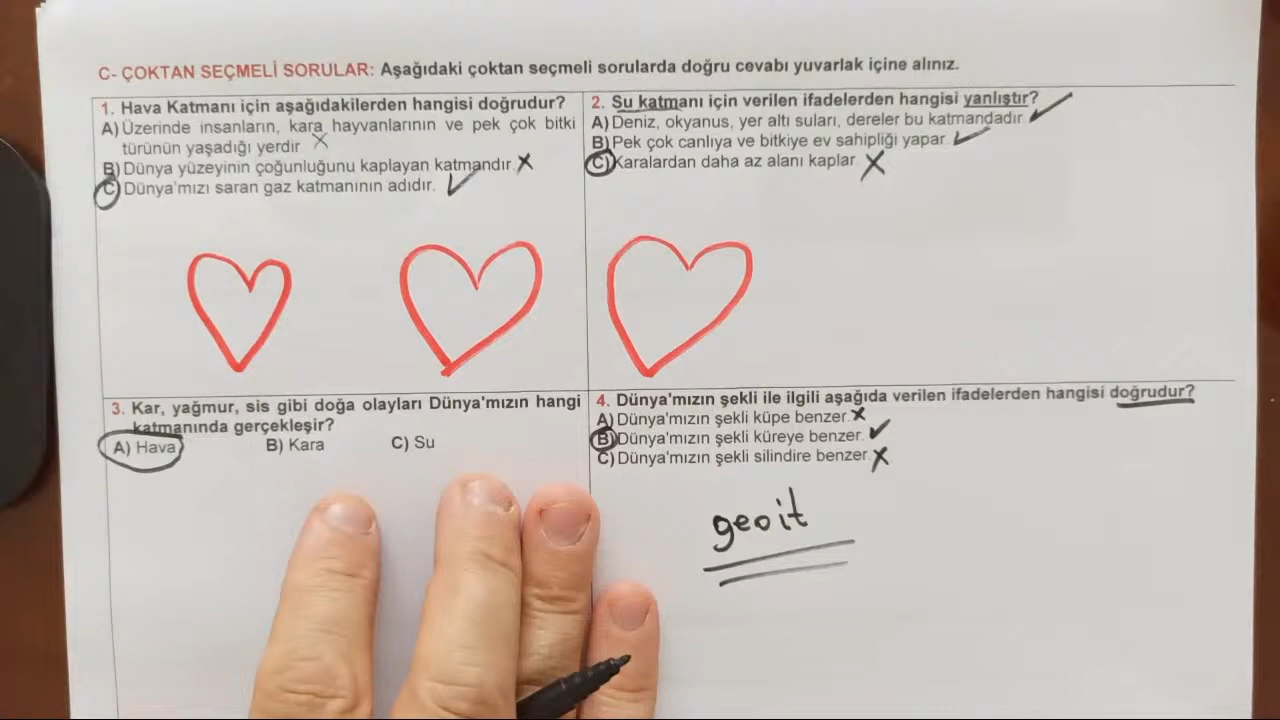 C- ÇOKTAN SEÇMELİ SORULAR: Aşağıdaki çoktan seçmeli sorularda doğru cevabı yuvarlak içine alınız.
1. Hava Katmanı için aşağıdakilerden hangisi doğrudur?
A) Üzerinde insanların, kara hayvanlarının ve pek çok bitki
türünün yaşadığı yerdir
B) Dünya yüzeyinin çoğunluğunu kaplayan katmandır
C) Dünya'mızı saran gaz katmanının adıdır.
2. Su katmanı için verilen ifadelerden hangisi yanlıştır?
A) Deniz, okyanus, yer altı suları, dereler bu katmandadır
B) Pek çok canlıya ve bitkiye ev sahipliği yapar.
C) Karalardan daha az alanı kaplar.
3. Kar, yağmur, sis gibi doğa olayları Dünya'mızın hangi
katmanında gerçekleşir?
A) Hava B) Kara C) Su
4. Dünya'mızın şekli ile ilgili aşağıda verilen ifadelerden hangisi doğrudur?
A) Dünya'mızın şekli küpe benzer.
B) Dünya'mızın şekli küreye benzer.
C) Dünya'mızın şekli silindire benzer.
geoit